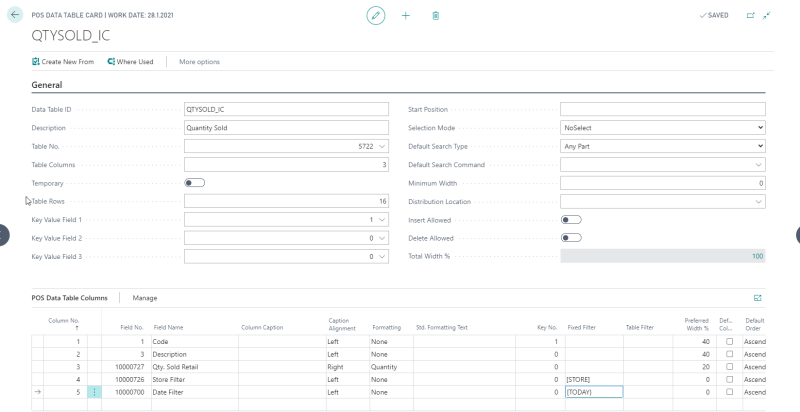 POS DATA TABLE CARD | WORK DATE: 28.1.2021
SAVED
QTYSOLD_IC
Create New From Where Used More options
General
Data Table ID QTYSOLD_IC Start Position
Description Quantity Sold Selection Mode NoSelect
Table No. 5722 Default Search Type Any Part
Table Columns 3 Default Search Command
Temporary Minimum Width 0
Table Rows 16 Distribution Location
Key Value Field 1 1 Insert Allowed
Key Value Field 2 0 Delete Allowed
Key Value Field 3 0 Total Width % 100
POS Data Table Columns Manage
Column No. ↑ Field No. Field Name Column Caption Caption Alignment Formatting Std. Formatting Text Key No. Fixed Filter Table Filter Preferred Width % Def... Col... Default Order
1 1 Code Left None 1 40 Ascend
2 3 Description Left None 0 40 Ascend
3 10000727 Qty. Sold Retail Right Quantity 0 20 Ascend
4 10000726 Store Filter Left None 0 [STORE] 0 Ascend
→ 5 10000700 Date Filter Left None 0 [TODAY] 0 Ascend